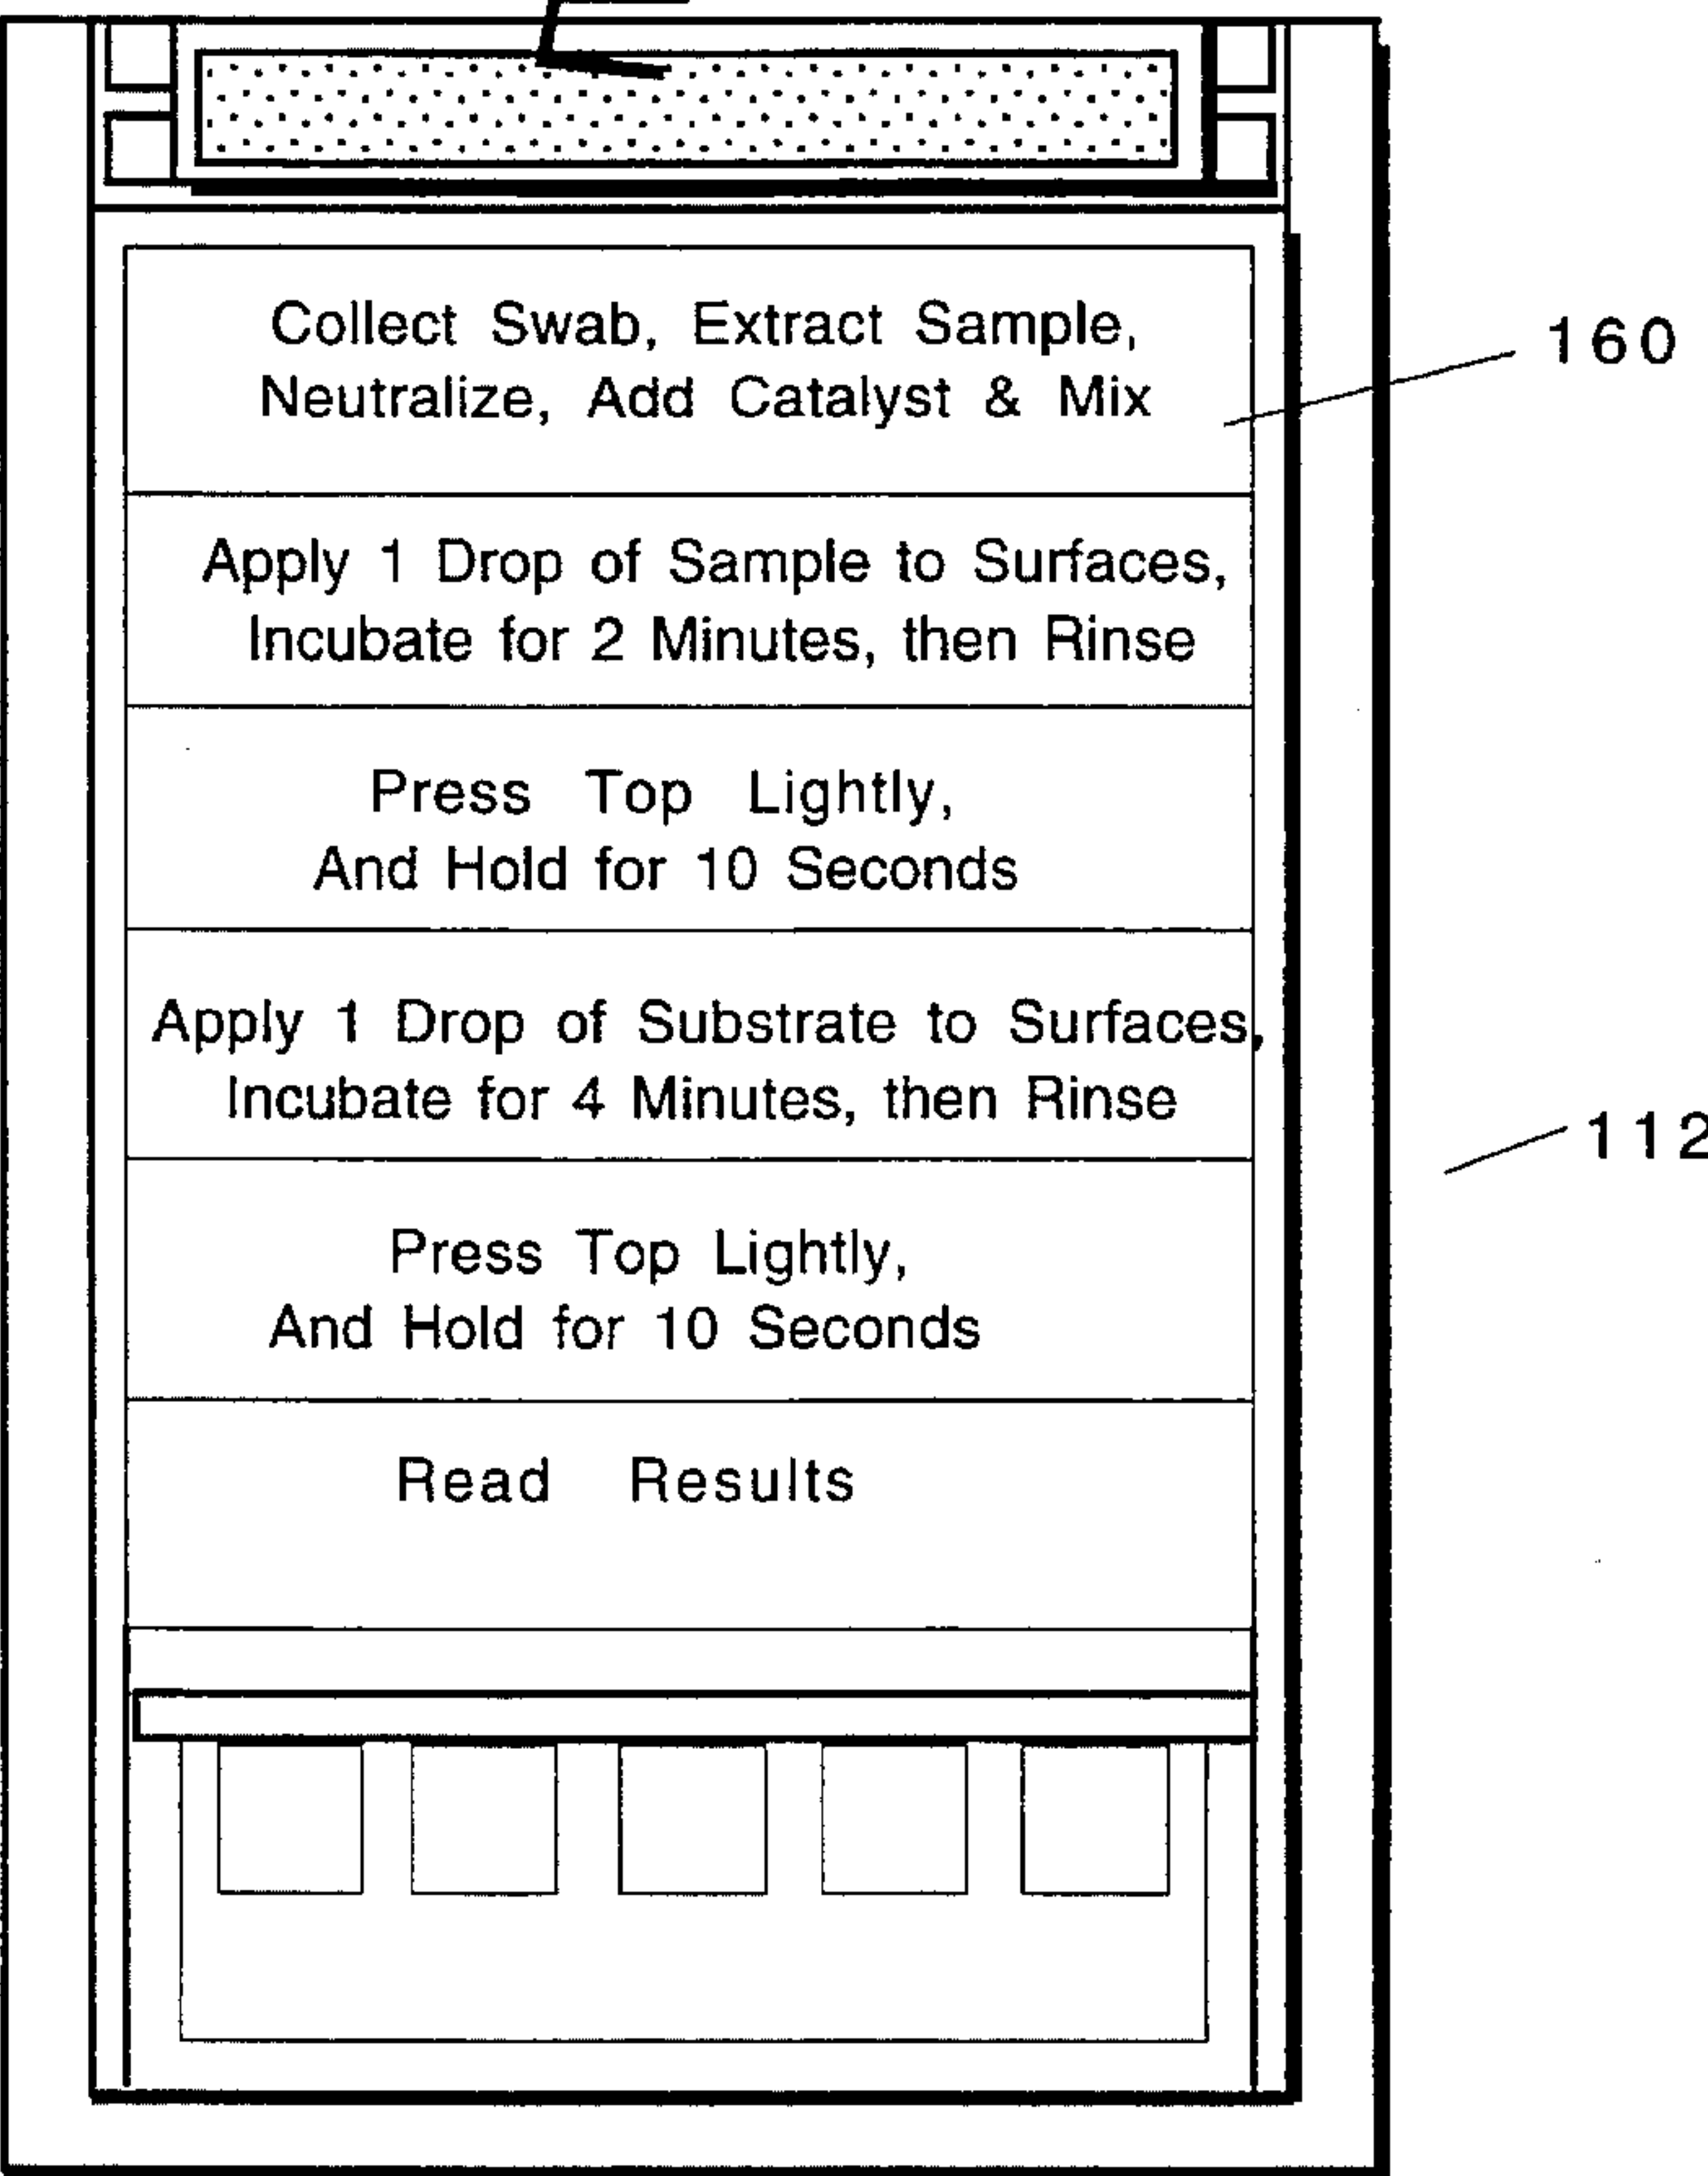 Collect Swab, Extract Sample,
Neutralize, Add Catalyst & Mix
160
Apply 1 Drop of Sample to Surfaces,
Incubate for 2 Minutes, then Rinse
Press Top Lightly,
And Hold for 10 Seconds
Apply 1 Drop of Substrate to Surfaces,
Incubate for 4 Minutes, then Rinse
112
Press Top Lightly,
And Hold for 10 Seconds
Read Results